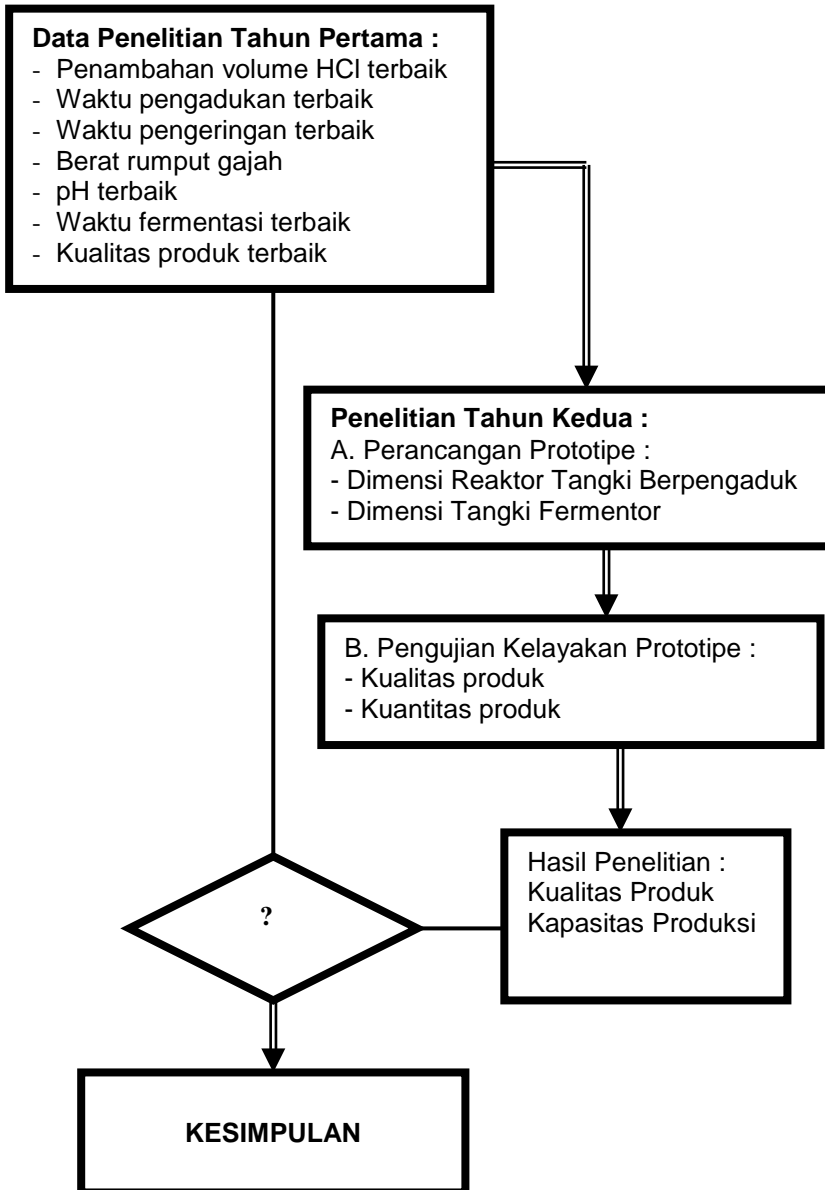 Data Penelitian Tahun Pertama :
- Penambahan volume HCl terbaik
- Waktu pengadukan terbaik
- Waktu pengeringan terbaik
- Berat rumput gajah
- pH terbaik
- Waktu fermentasi terbaik
- Kualitas produk terbaik
Penelitian Tahun Kedua :
A. Perancangan Prototipe :
- Dimensi Reaktor Tangki Berpengaduk
- Dimensi Tangki Fermentor
B. Pengujian Kelayakan Prototipe :
- Kualitas produk
- Kuantitas produk
Hasil Penelitian :
Kualitas Produk
Kapasitas Produksi
?
KESIMPULAN